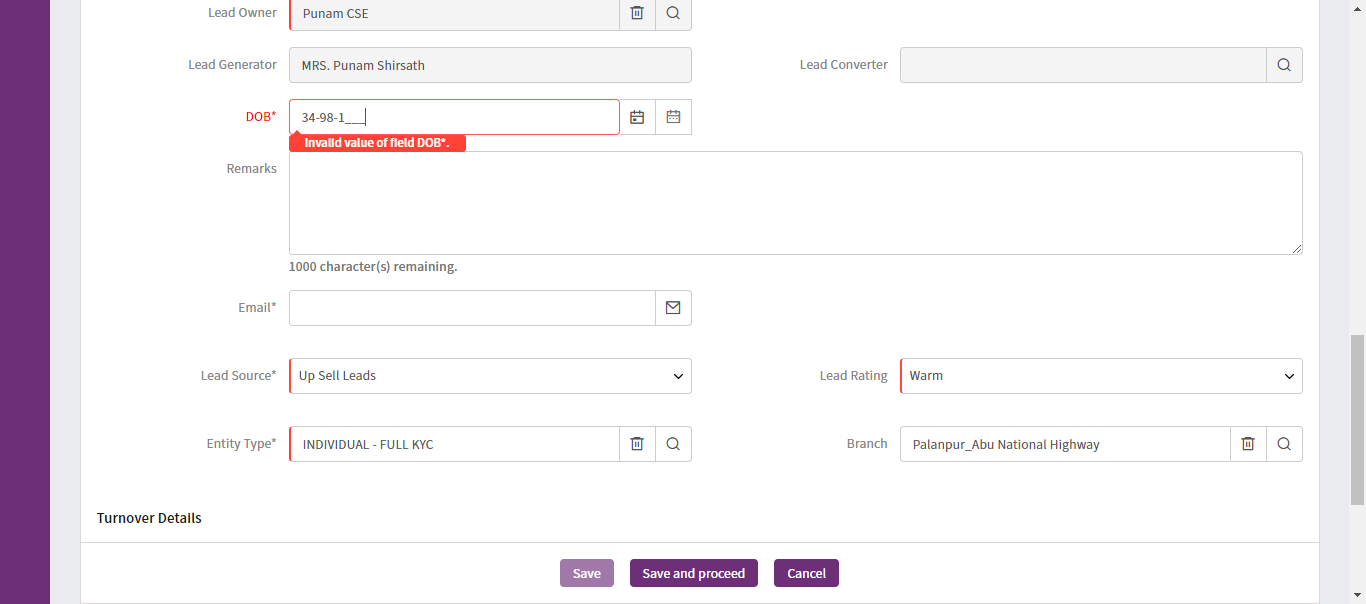 Lead Owner Punam CSE
Lead Generator MRS. Punam Shirsath Lead Converter
DOB* 34-98-1___
Invalid value of field DOB*.
Remarks
1000 character(s) remaining.
Email*
Lead Source* Up Sell Leads Lead Rating Warm
Entity Type* INDIVIDUAL - FULL KYC Branch Palanpur_Abu National Highway
Turnover Details
Save Save and proceed Cancel